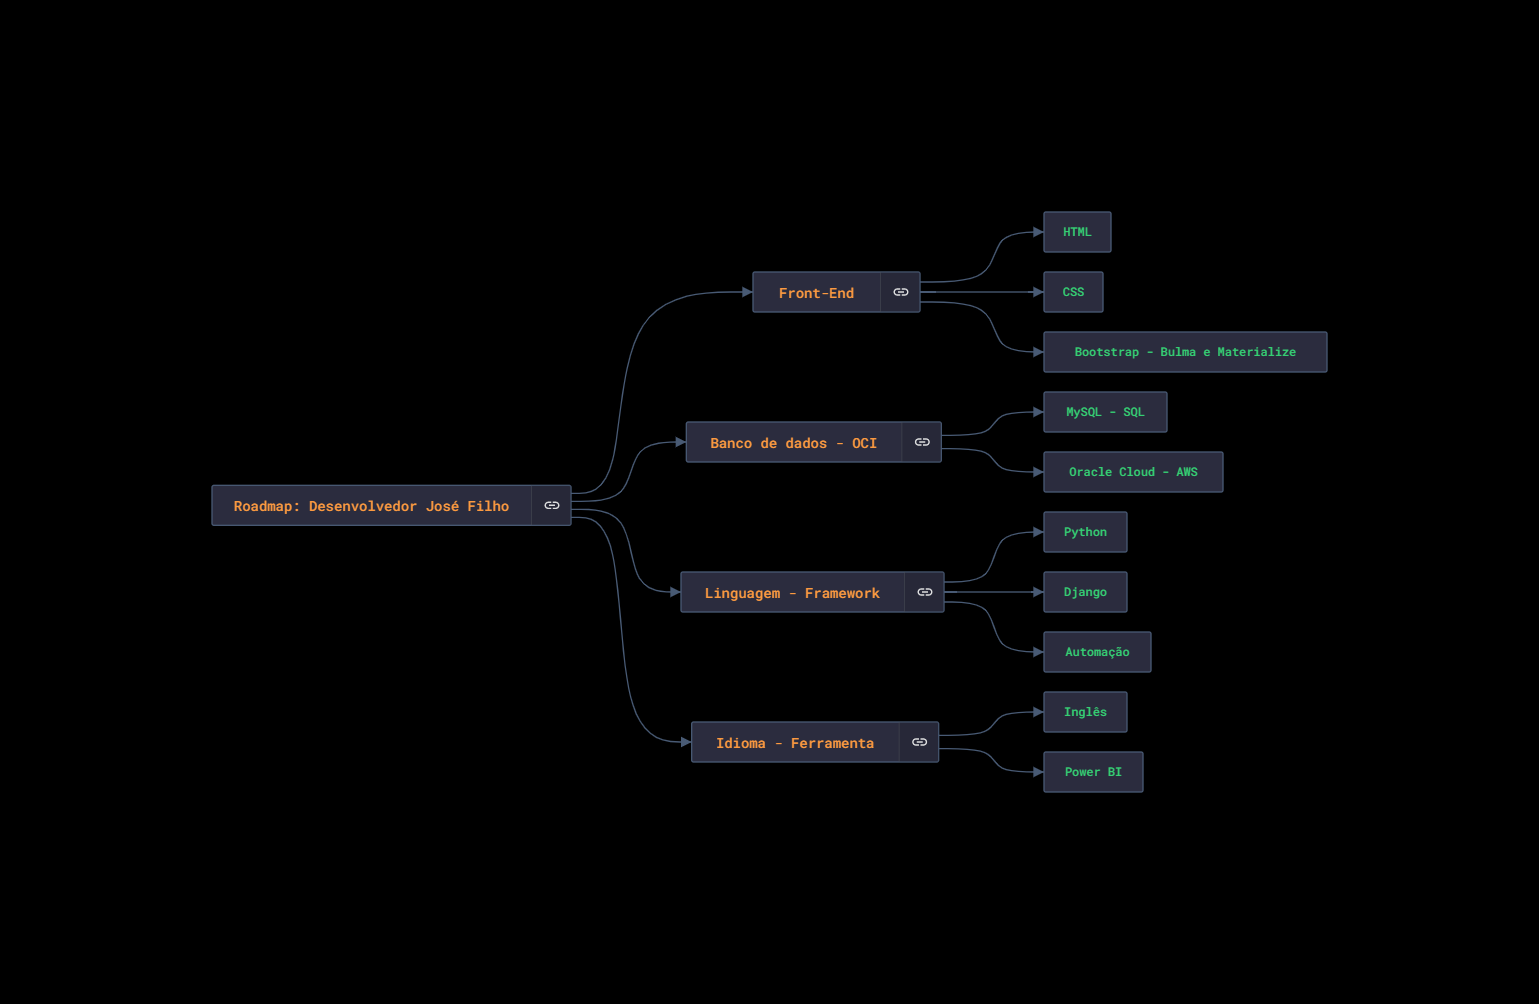 Roadmap: Desenvolvedor José Filho
Front-End
HTML
CSS
Bootstrap - Bulma e Materialize
Banco de dados - OCI
MySQL - SQL
Oracle Cloud - AWS
Linguagem - Framework
Python
Django
Automação
Idioma - Ferramenta
Inglês
Power BI